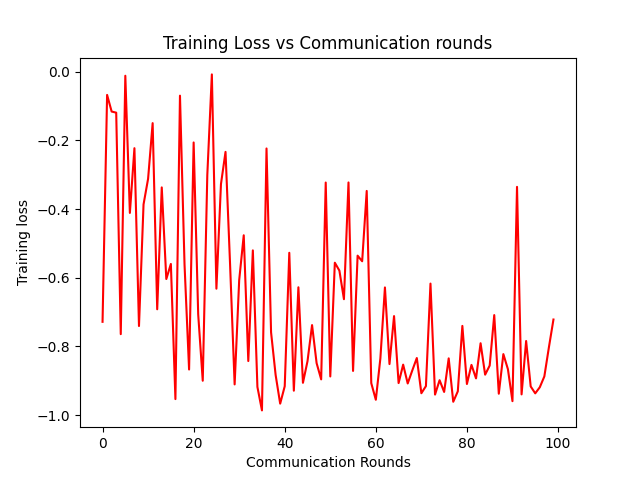 Training Loss vs Communication rounds
0.0
−0.2
−0.4
−0.6
−0.8
−1.0
Training loss
0 20 40 60 80 100
Communication Rounds